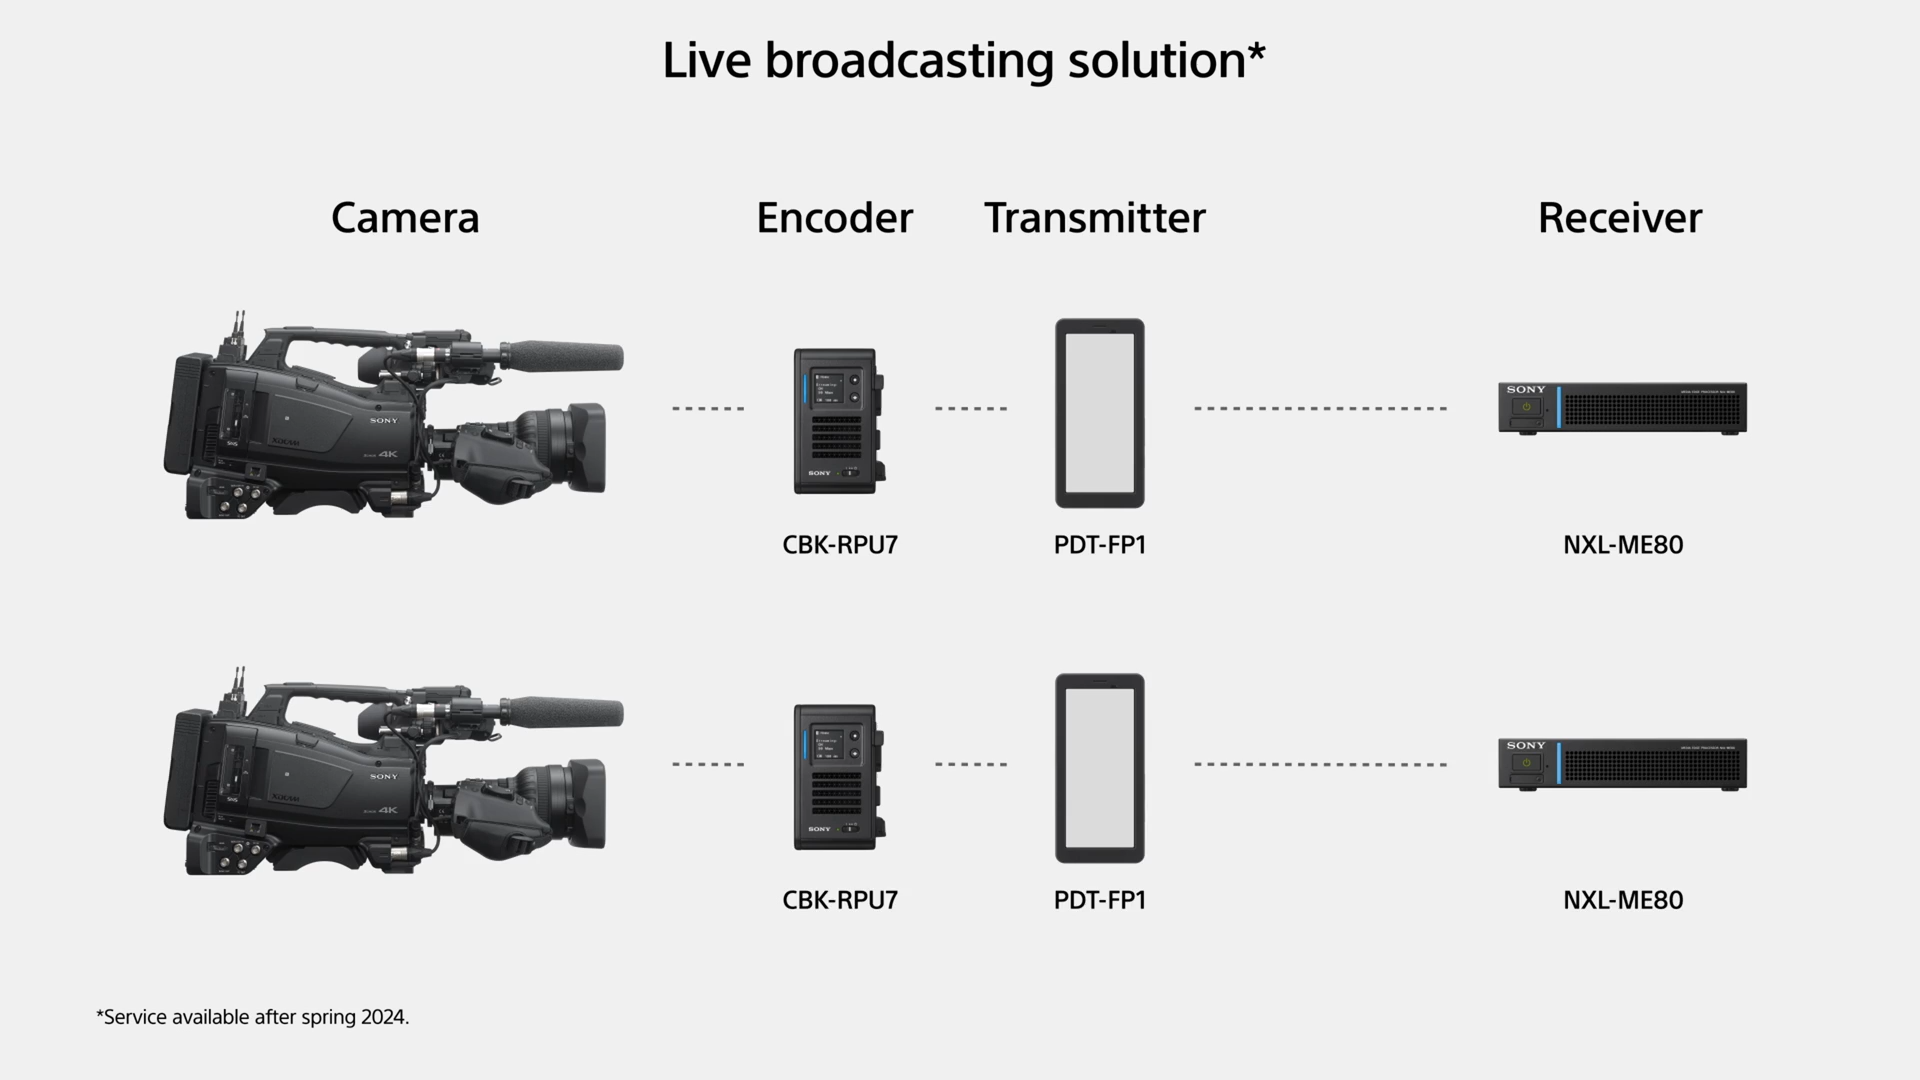 Live broadcasting solution*
Camera
Encoder
Transmitter
Receiver
SONY
4K
SONY
SONY
CBK-RPU7
PDT-FP1
NXL-ME80
SONY
4K
SONY
SONY
CBK-RPU7
PDT-FP1
NXL-ME80
*Service available after spring 2024.